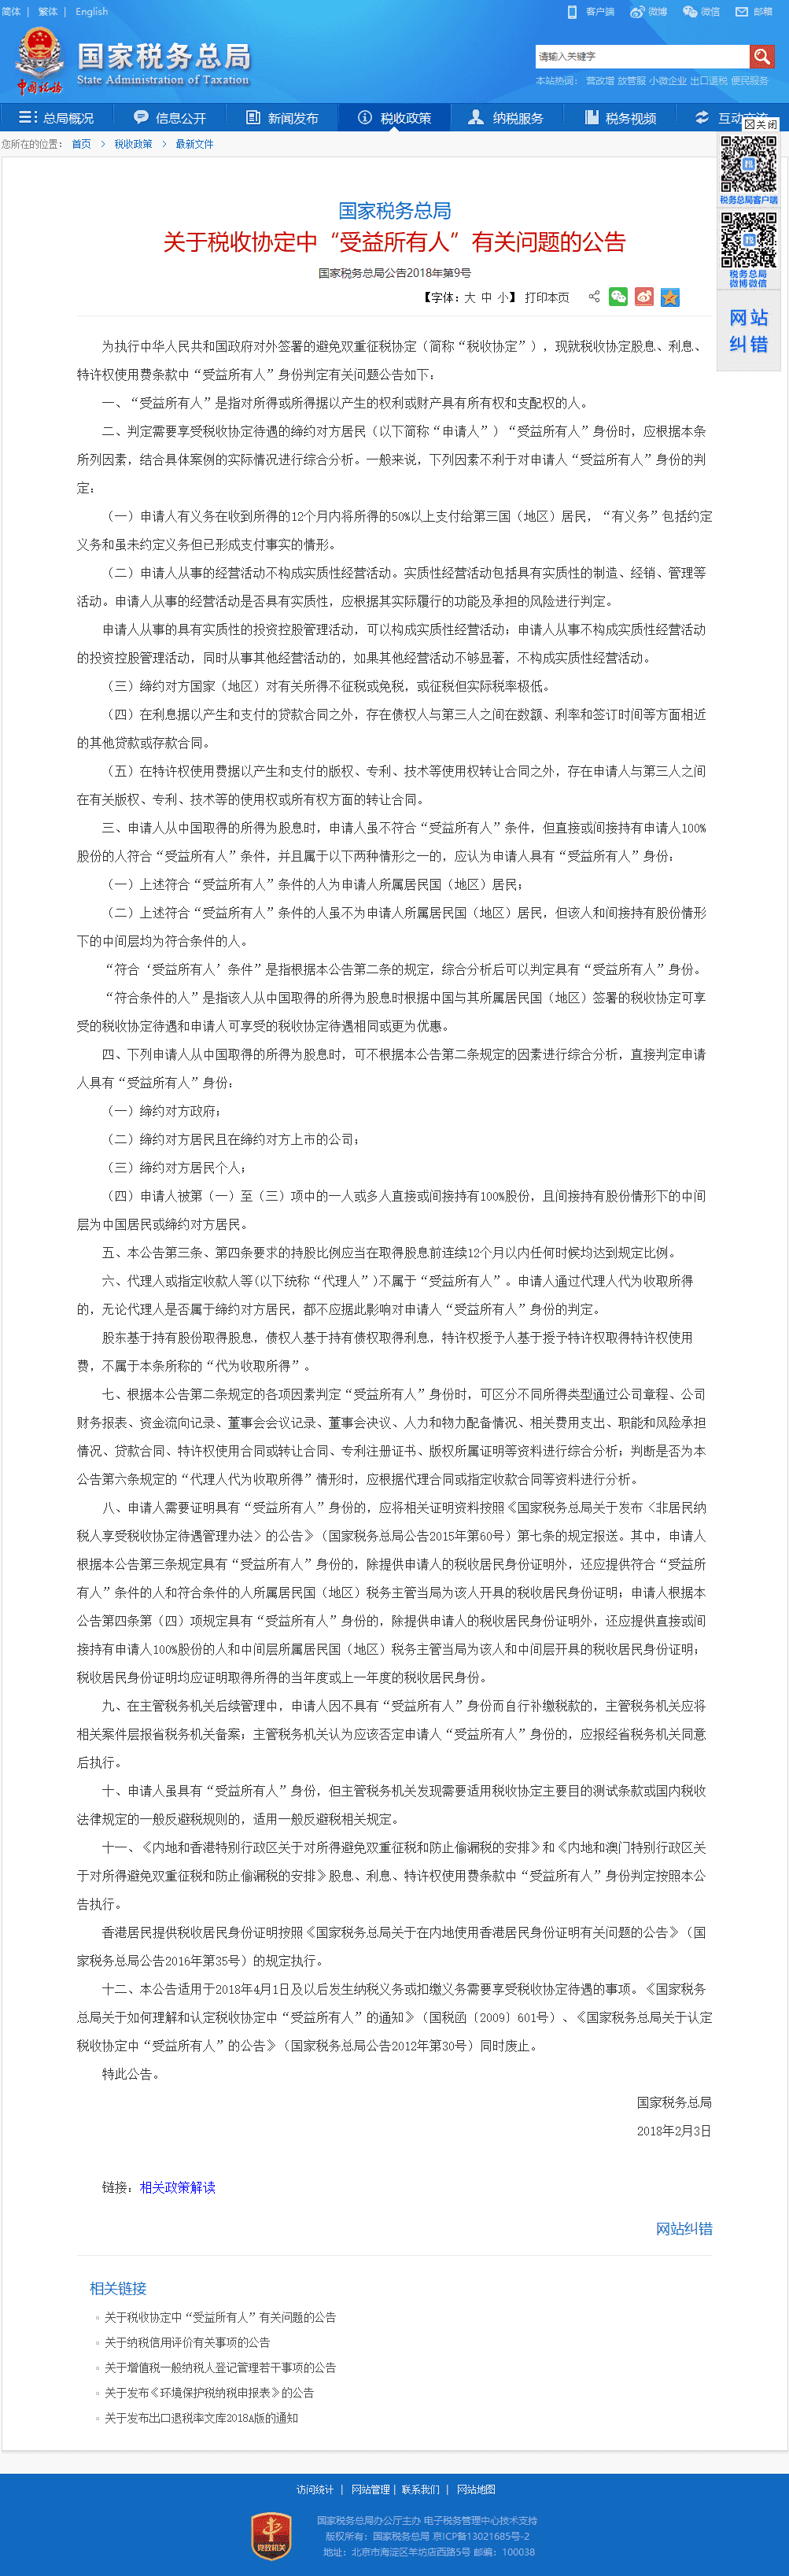 简体 | 繁体 | English
客户端 微博 微信 邮箱
中国税务
国家税务总局
State Administration of Taxation
请输入关键字
本站热词: 营改增 放管服 小微企业 出口退税 便民服务
总局概况 信息公开 新闻发布 税收政策 纳税服务 税务视频 互动交流
关闭
您所在的位置: 首页 > 税收政策 > 最新文件
税务总局客户端
税务总局
微博微信
网站
纠错
国家税务总局
关于税收协定中“受益所有人”有关问题的公告
国家税务总局公告2018年第9号
【字体:大 中 小】 打印本页
为执行中华人民共和国政府对外签署的避免双重征税协定(简称“税收协定”),现就税收协定股息、利息、
特许权使用费条款中“受益所有人”身份判定有关问题公告如下:
一、“受益所有人”是指对所得或所得据以产生的权利或财产具有所有权和支配权的人。
二、判定需要享受税收协定待遇的缔约对方居民(以下简称“申请人”)“受益所有人”身份时,应根据本条
所列因素,结合具体案例的实际情况进行综合分析。一般来说,下列因素不利于对申请人“受益所有人”身份的判
定:
(一)申请人有义务在收到所得的12个月内将所得的50%以上支付给第三国(地区)居民,“有义务”包括约定
义务和虽未约定义务但已形成支付事实的情形。
(二)申请人从事的经营活动不构成实质性经营活动。实质性经营活动包括具有实质性的制造、经销、管理等
活动。申请人从事的经营活动是否具有实质性,应根据其实际履行的功能及承担的风险进行判定。
申请人从事的具有实质性的投资控股管理活动,可以构成实质性经营活动;申请人从事不构成实质性经营活动
的投资控股管理活动,同时从事其他经营活动的,如果其他经营活动不够显著,不构成实质性经营活动。
(三)缔约对方国家(地区)对有关所得不征税或免税,或征税但实际税率极低。
(四)在利息据以产生和支付的贷款合同之外,存在债权人与第三人之间在数额、利率和签订时间等方面相近
的其他贷款或存款合同。
(五)在特许权使用费据以产生和支付的版权、专利、技术等使用权转让合同之外,存在申请人与第三人之间
在有关版权、专利、技术等的使用权或所有权方面的转让合同。
三、申请人从中国取得的所得为股息时,申请人虽不符合“受益所有人”条件,但直接或间接持有申请人100%
股份的人符合“受益所有人”条件,并且属于以下两种情形之一的,应认为申请人具有“受益所有人”身份:
(一)上述符合“受益所有人”条件的人为申请人所属居民国(地区)居民;
(二)上述符合“受益所有人”条件的人虽不为申请人所属居民国(地区)居民,但该人和间接持有股份情形
下的中间层均为符合条件的人。
“符合‘受益所有人’条件”是指根据本公告第二条的规定,综合分析后可以判定具有“受益所有人”身份。
“符合条件的人”是指该人从中国取得的所得为股息时根据中国与其所属居民国(地区)签署的税收协定可享
受的税收协定待遇和申请人可享受的税收协定待遇相同或更为优惠。
四、下列申请人从中国取得的所得为股息时,可不根据本公告第二条规定的因素进行综合分析,直接判定申请
人具有“受益所有人”身份:
(一)缔约对方政府;
(二)缔约对方居民且在缔约对方上市的公司;
(三)缔约对方居民个人;
(四)申请人被第(一)至(三)项中的一人或多人直接或间接持有100%股份,且间接持有股份情形下的中间
层为中国居民或缔约对方居民。
五、本公告第三条、第四条要求的持股比例应当在取得股息前连续12个月以内任何时候均达到规定比例。
六、代理人或指定收款人等(以下统称“代理人”)不属于“受益所有人”。申请人通过代理人代为收取所得
的,无论代理人是否属于缔约对方居民,都不应据此影响对申请人“受益所有人”身份的判定。
股东基于持有股份取得股息,债权人基于持有债权取得利息,特许权授予人基于授予特许权取得特许权使用
费,不属于本条所称的“代为收取所得”。
七、根据本公告第二条规定的各项因素判定“受益所有人”身份时,可区分不同所得类型通过公司章程、公司
财务报表、资金流向记录、董事会会议记录、董事会决议、人力和物力配备情况、相关费用支出、职能和风险承担
情况、贷款合同、特许权使用合同或转让合同、专利注册证书、版权所属证明等资料进行综合分析;判断是否为本
公告第六条规定的“代理人代为收取所得”情形时,应根据代理合同或指定收款合同等资料进行分析。
八、申请人需要证明具有“受益所有人”身份的,应将相关证明资料按照《国家税务总局关于发布〈非居民纳
税人享受税收协定待遇管理办法〉的公告》(国家税务总局公告2015年第60号)第七条的规定报送。其中,申请人
根据本公告第三条规定具有“受益所有人”身份的,除提供申请人的税收居民身份证明外,还应提供符合“受益所
有人”条件的人和符合条件的人所属居民国(地区)税务主管当局为该人开具的税收居民身份证明;申请人根据本
公告第四条第(四)项规定具有“受益所有人”身份的,除提供申请人的税收居民身份证明外,还应提供直接或间
接持有申请人100%股份的人和中间层所属居民国(地区)税务主管当局为该人和中间层开具的税收居民身份证明;
税收居民身份证明均应证明取得所得的当年度或上一年度的税收居民身份。
九、在主管税务机关后续管理中,申请人因不具有“受益所有人”身份而自行补缴税款的,主管税务机关应将
相关案件层报省税务机关备案;主管税务机关认为应该否定申请人“受益所有人”身份的,应报经省税务机关同意
后执行。
十、申请人虽具有“受益所有人”身份,但主管税务机关发现需要适用税收协定主要目的测试条款或国内税收
法律规定的一般反避税规则的,适用一般反避税相关规定。
十一、《内地和香港特别行政区关于对所得避免双重征税和防止偷漏税的安排》和《内地和澳门特别行政区关
于对所得避免双重征税和防止偷漏税的安排》股息、利息、特许权使用费条款中“受益所有人”身份判定按照本公
告执行。
香港居民提供税收居民身份证明按照《国家税务总局关于在内地使用香港居民身份证明有关问题的公告》(国
家税务总局公告2016年第35号)的规定执行。
十二、本公告适用于2018年4月1日及以后发生纳税义务或扣缴义务需要享受税收协定待遇的事项。《国家税务
总局关于如何理解和认定税收协定中“受益所有人”的通知》(国税函〔2009〕601号)、《国家税务总局关于认定
税收协定中“受益所有人”的公告》(国家税务总局公告2012年第30号)同时废止。
特此公告。
国家税务总局
2018年2月3日
链接:相关政策解读
网站纠错
相关链接
关于税收协定中“受益所有人”有关问题的公告
关于纳税信用评价有关事项的公告
关于增值税一般纳税人登记管理若干事项的公告
关于发布《环境保护税纳税申报表》的公告
关于发布出口退税率文库2018A版的通知
访问统计 | 网站管理 | 联系我们 | 网站地图
党政机关
国家税务总局办公厅主办 电子税务管理中心技术支持
版权所有:国家税务总局 京ICP备13021685号-2
地址:北京市海淀区羊坊店西路5号 邮编:100038